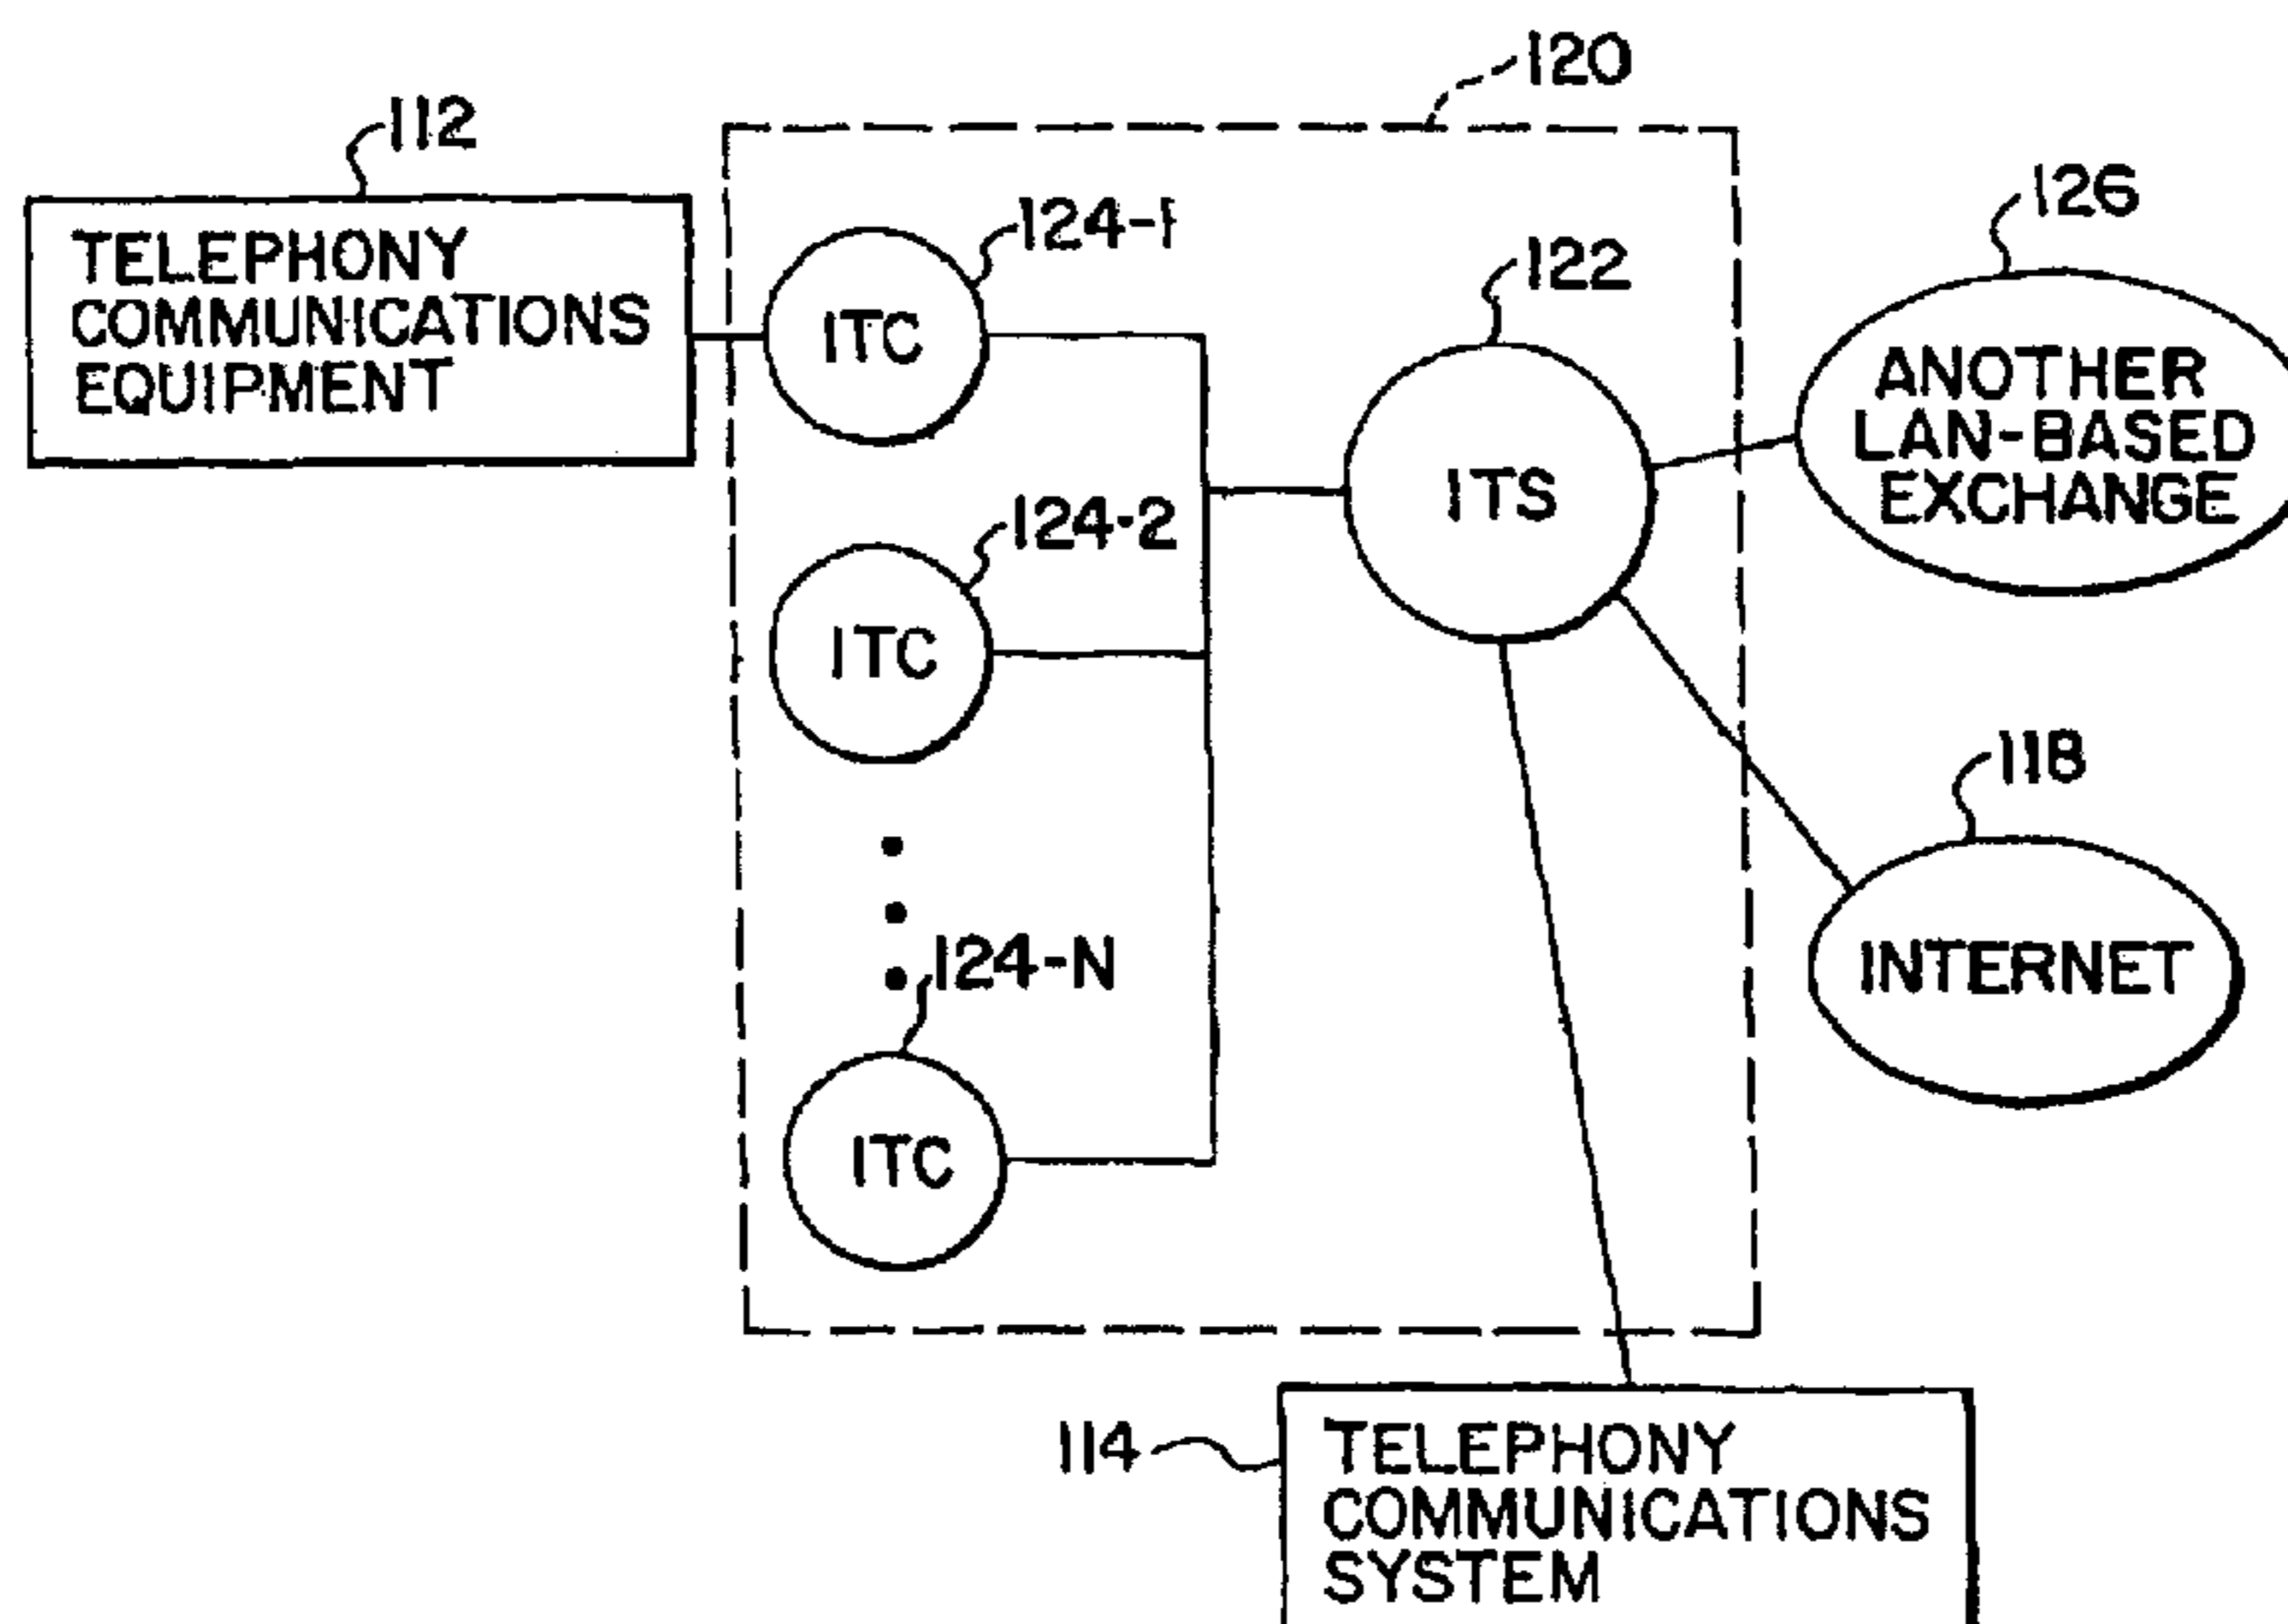 120
112
TELEPHONY
COMMUNICATIONS
EQUIPMENT
124-1
ITC
122
ITS
126
ANOTHER
LAN-BASED
EXCHANGE
124-2
ITC
118
INTERNET
124-N
ITC
114
TELEPHONY
COMMUNICATIONS
SYSTEM